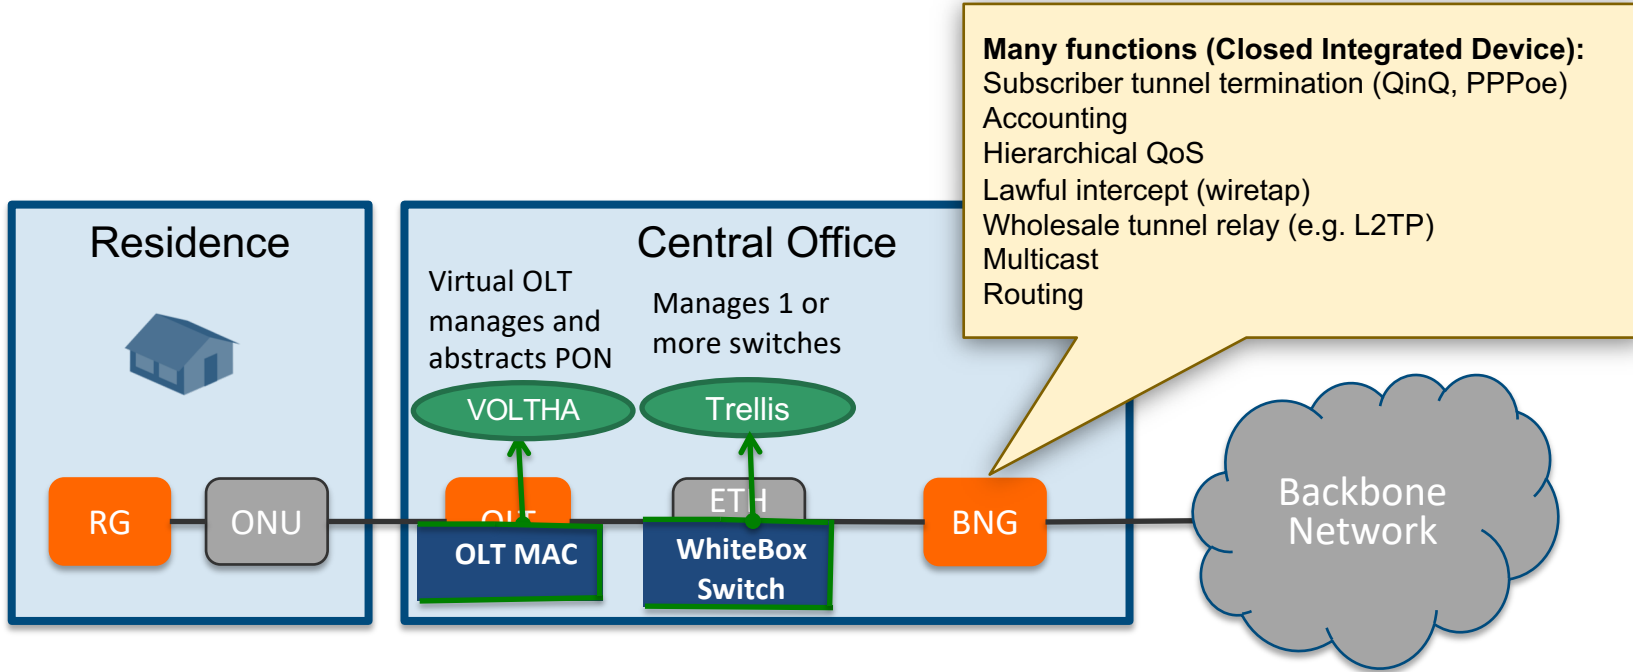 Many functions (Closed Integrated Device):
Subscriber tunnel termination (QinQ, PPPoe)
Accounting
Hierarchical QoS
Lawful intercept (wiretap)
Wholesale tunnel relay (e.g. L2TP)
Multicast
Routing
Residence
Central Office
Virtual OLT
manages and
abstracts PON
Manages 1 or
more switches
VOLTHA
Trellis
RG
ONU
OLT
OLT MAC
ETH
WhiteBox
Switch
BNG
Backbone
Network